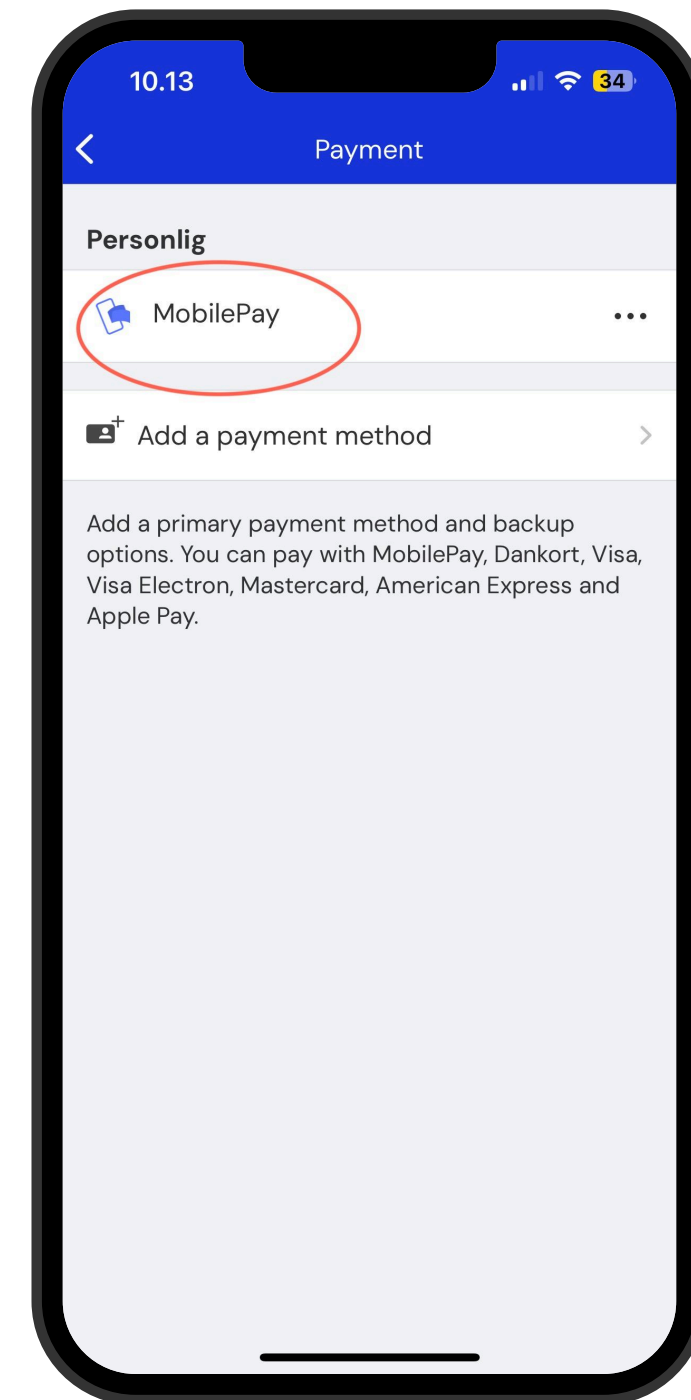 10.13
34
Payment
Personlig
MobilePay
Add a payment method
Add a primary payment method and backup
options. You can pay with MobilePay, Dankort, Visa,
Visa Electron, Mastercard, American Express and
Apple Pay.